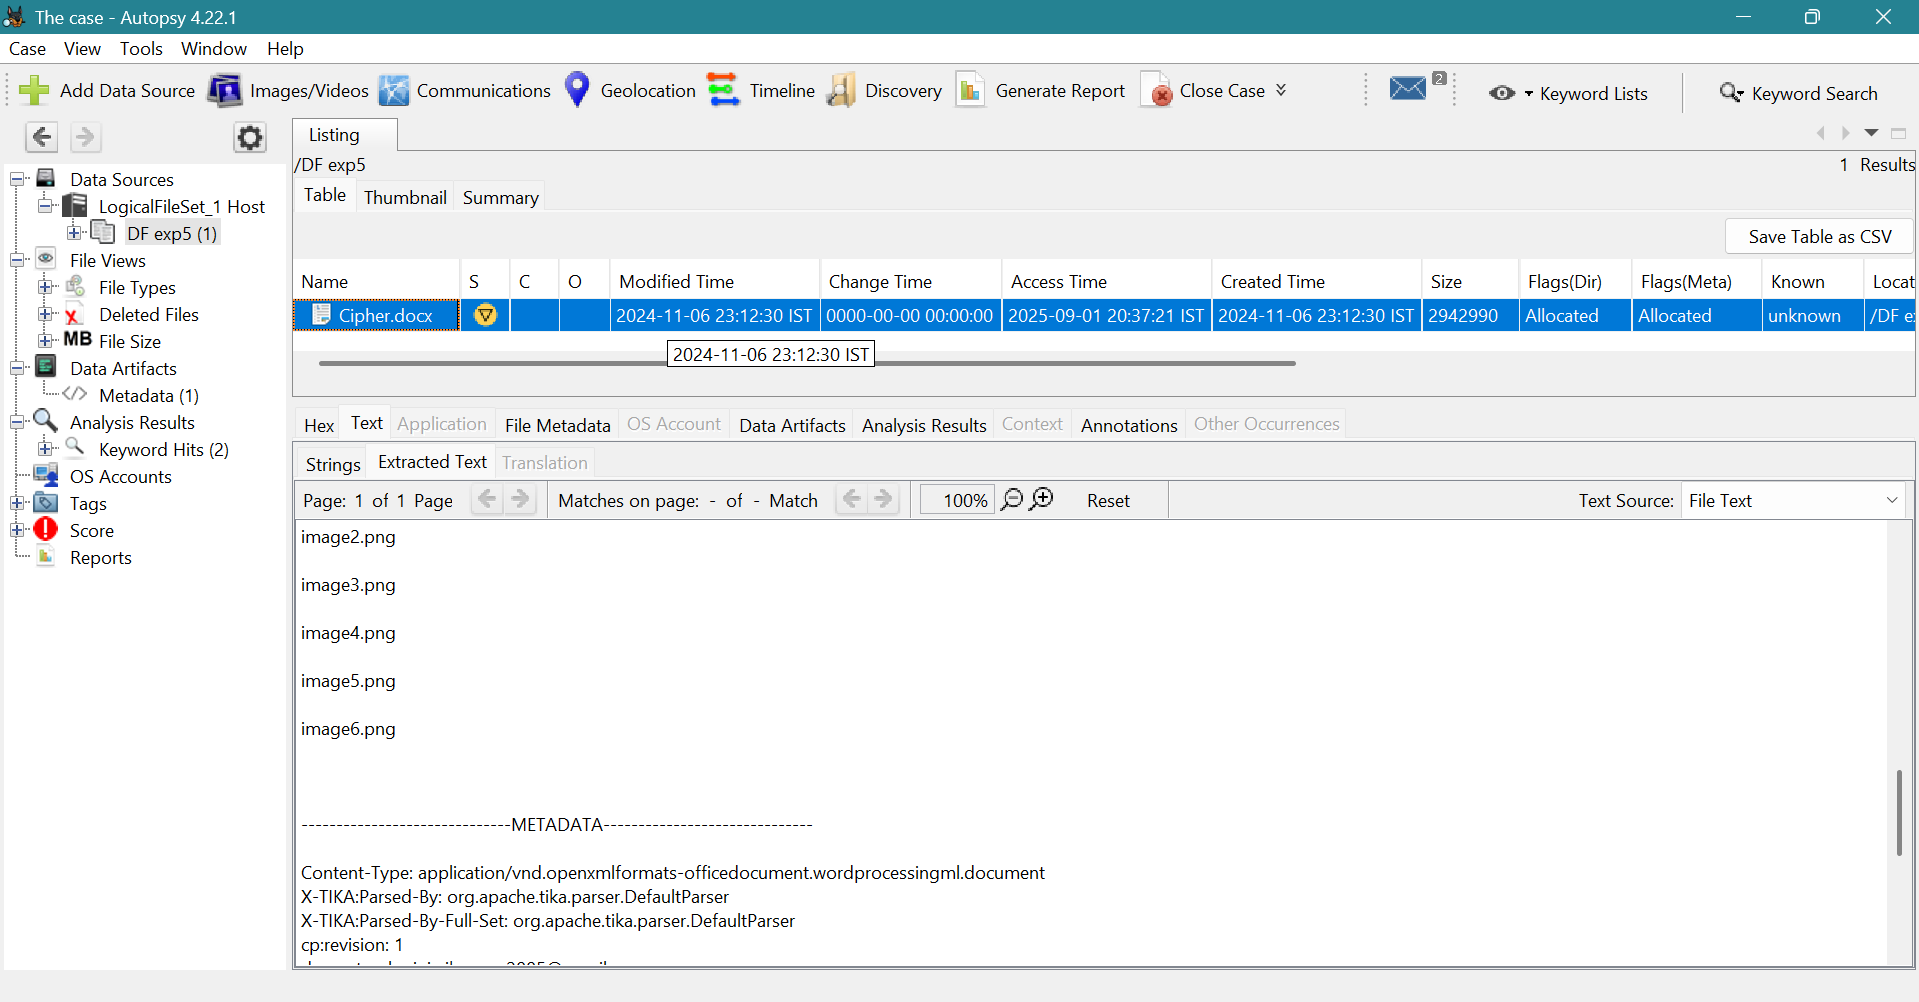 The case - Autopsy 4.22.1
Case View Tools Window Help
Add Data Source Images/Videos Communications Geolocation Timeline Discovery Generate Report Close Case 2 Keyword Lists Keyword Search
Listing
/DF exp5 1 Results
Table Thumbnail Summary
Save Table as CSV
Name S C O Modified Time Change Time Access Time Created Time Size Flags(Dir) Flags(Meta) Known Locat
Cipher.docx 2024-11-06 23:12:30 IST 0000-00-00 00:00:00 2025-09-01 20:37:21 IST 2024-11-06 23:12:30 IST 2942990 Allocated Allocated unknown /DF e
2024-11-06 23:12:30 IST
Data Sources
LogicalFileSet_1 Host
DF exp5 (1)
File Views
File Types
Deleted Files
MB File Size
Data Artifacts
Metadata (1)
Analysis Results
Keyword Hits (2)
OS Accounts
Tags
Score
Reports
Hex Text Application File Metadata OS Account Data Artifacts Analysis Results Context Annotations Other Occurrences
Strings Extracted Text Translation
Page: 1 of 1 Page Matches on page: - of - Match 100% Reset Text Source: File Text
image2.png
image3.png
image4.png
image5.png
image6.png
------------------------------METADATA------------------------------
Content-Type: application/vnd.openxmlformats-officedocument.wordprocessingml.document
X-TIKA:Parsed-By: org.apache.tika.parser.DefaultParser
X-TIKA:Parsed-By-Full-Set: org.apache.tika.parser.DefaultParser
cp:revision: 1